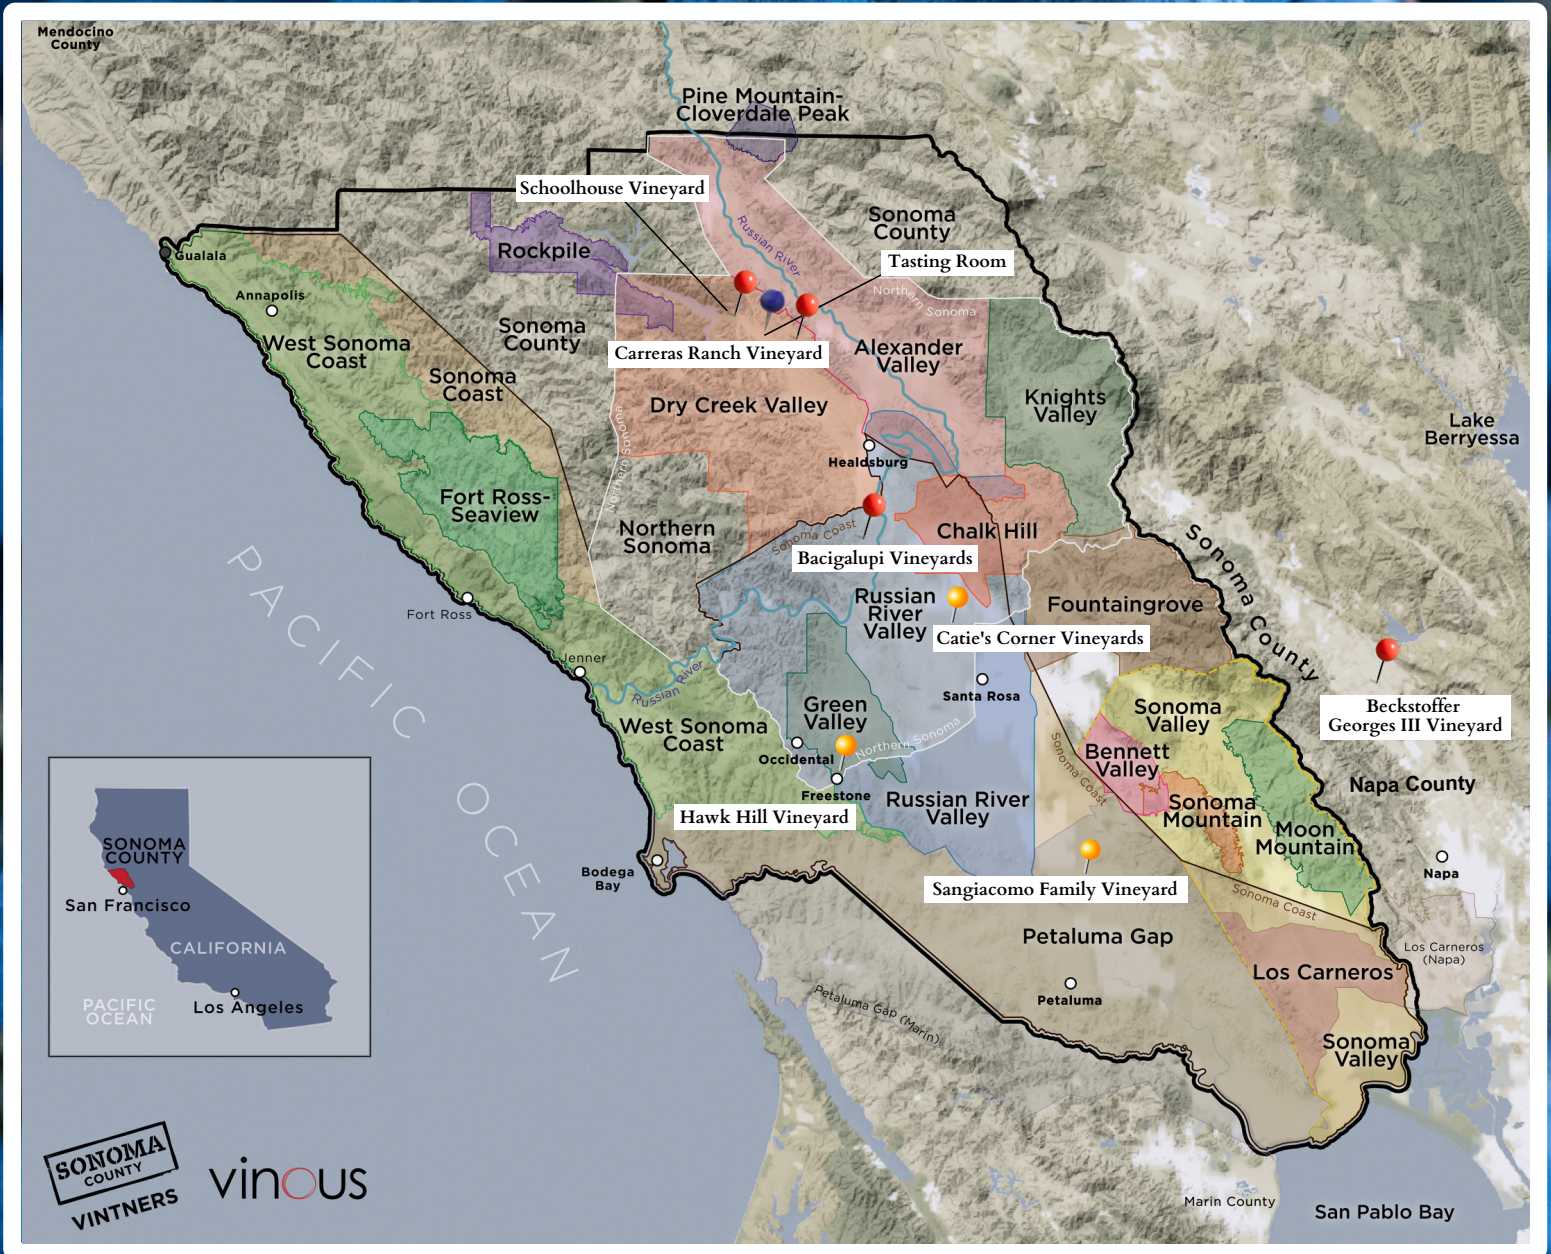 Mendocino
County
Pine Mountain-
Cloverdale Peak
Schoolhouse Vineyard
Sonoma
County
Russian River
Rockpile
Tasting Room
Gualala
Annapolis
Northern Sonoma
Sonoma
County
West Sonoma
Coast
Carreras Ranch Vineyard
Alexander
Valley
Sonoma
Coast
Dry Creek Valley
Knights
Valley
Lake
Berryessa
Northern Sonoma
Healdsburg
Fort Ross-
Seaview
Northern
Sonoma
Sonoma Coast
Chalk Hill
Bacigalupi Vineyards
Sonoma County
PACIFIC OCEAN
Russian
River
Valley
Fountaingrove
Fort Ross
Catie's Corner Vineyards
Jenner
Russian River
Santa Rosa
Beckstoffer
Georges III Vineyard
West Sonoma
Coast
Green
Valley
Northern Sonoma
Sonoma
Valley
Occidental
Bennett
Valley
Sonoma Coast
Napa County
Freestone
Russian River
Valley
Hawk Hill Vineyard
Sonoma
Mountain
Moon
Mountain
Bodega
Bay
Napa
Sangiacomo Family Vineyard
Sonoma Coast
Petaluma Gap
Los Carneros
(Napa)
Los Carneros
Petaluma
Petaluma Gap (Marin)
Sonoma
Valley
SONOMA
COUNTY
San Francisco
CALIFORNIA
PACIFIC
OCEAN
Los Angeles
SONOMA
COUNTY
VINTNERS
vinous
Marin County
San Pablo Bay